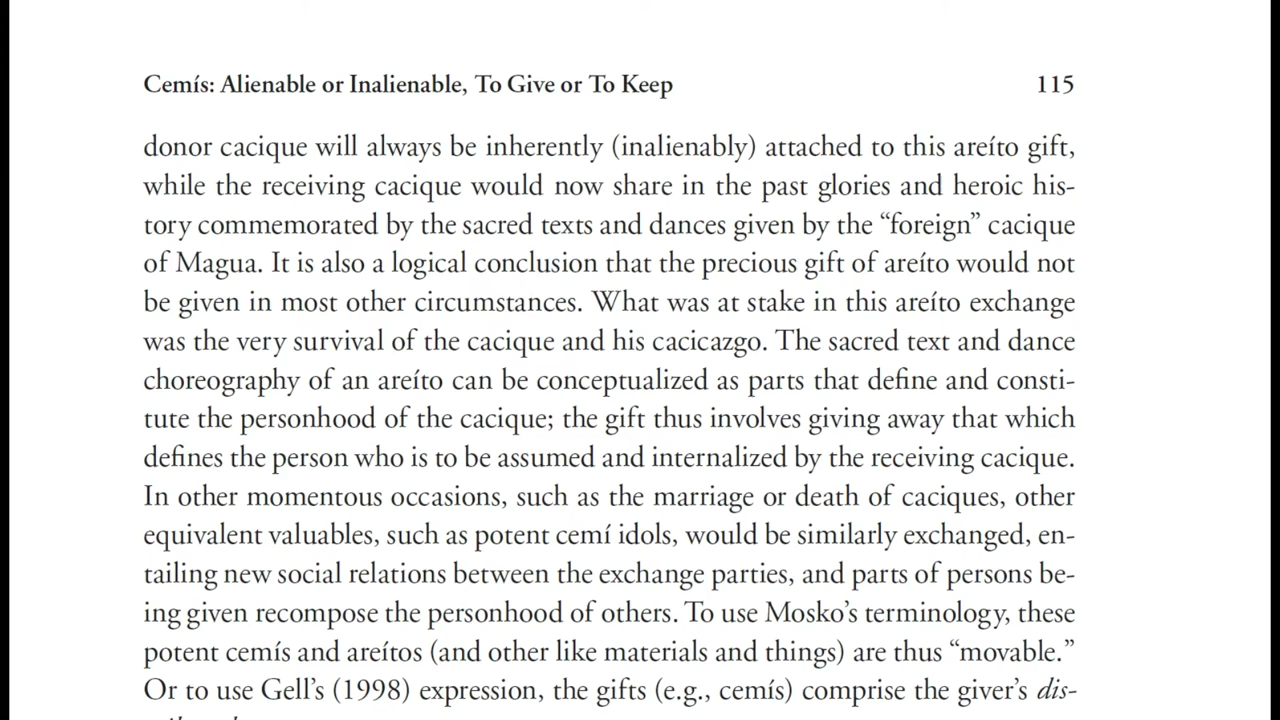 Cemís: Alienable or Inalienable, To Give or To Keep 115
donor cacique will always be inherently (inalienably) attached to this areíto gift,
while the receiving cacique would now share in the past glories and heroic his-
tory commemorated by the sacred texts and dances given by the “foreign” cacique
of Magua. It is also a logical conclusion that the precious gift of areíto would not
be given in most other circumstances. What was at stake in this areíto exchange
was the very survival of the cacique and his cacicazgo. The sacred text and dance
choreography of an areíto can be conceptualized as parts that define and consti-
tute the personhood of the cacique; the gift thus involves giving away that which
defines the person who is to be assumed and internalized by the receiving cacique.
In other momentous occasions, such as the marriage or death of caciques, other
equivalent valuables, such as potent cemí idols, would be similarly exchanged, en-
tailing new social relations between the exchange parties, and parts of persons be-
ing given recompose the personhood of others. To use Mosko’s terminology, these
potent cemís and areítos (and other like materials and things) are thus “movable.”
Or to use Gell’s (1998) expression, the gifts (e.g., cemís) comprise the giver’s dis-